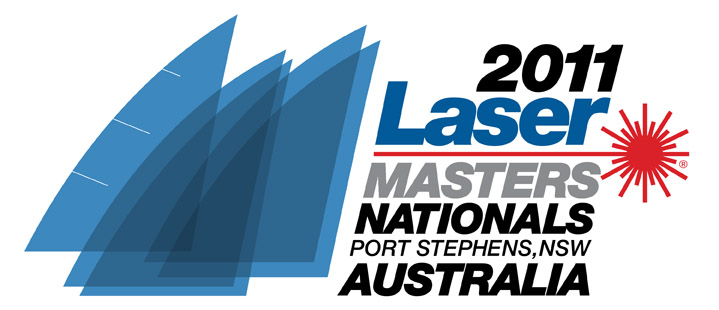 2011
Laser
®
MASTERS
NATIONALS
PORT STEPHENS,NSW
AUSTRALIA